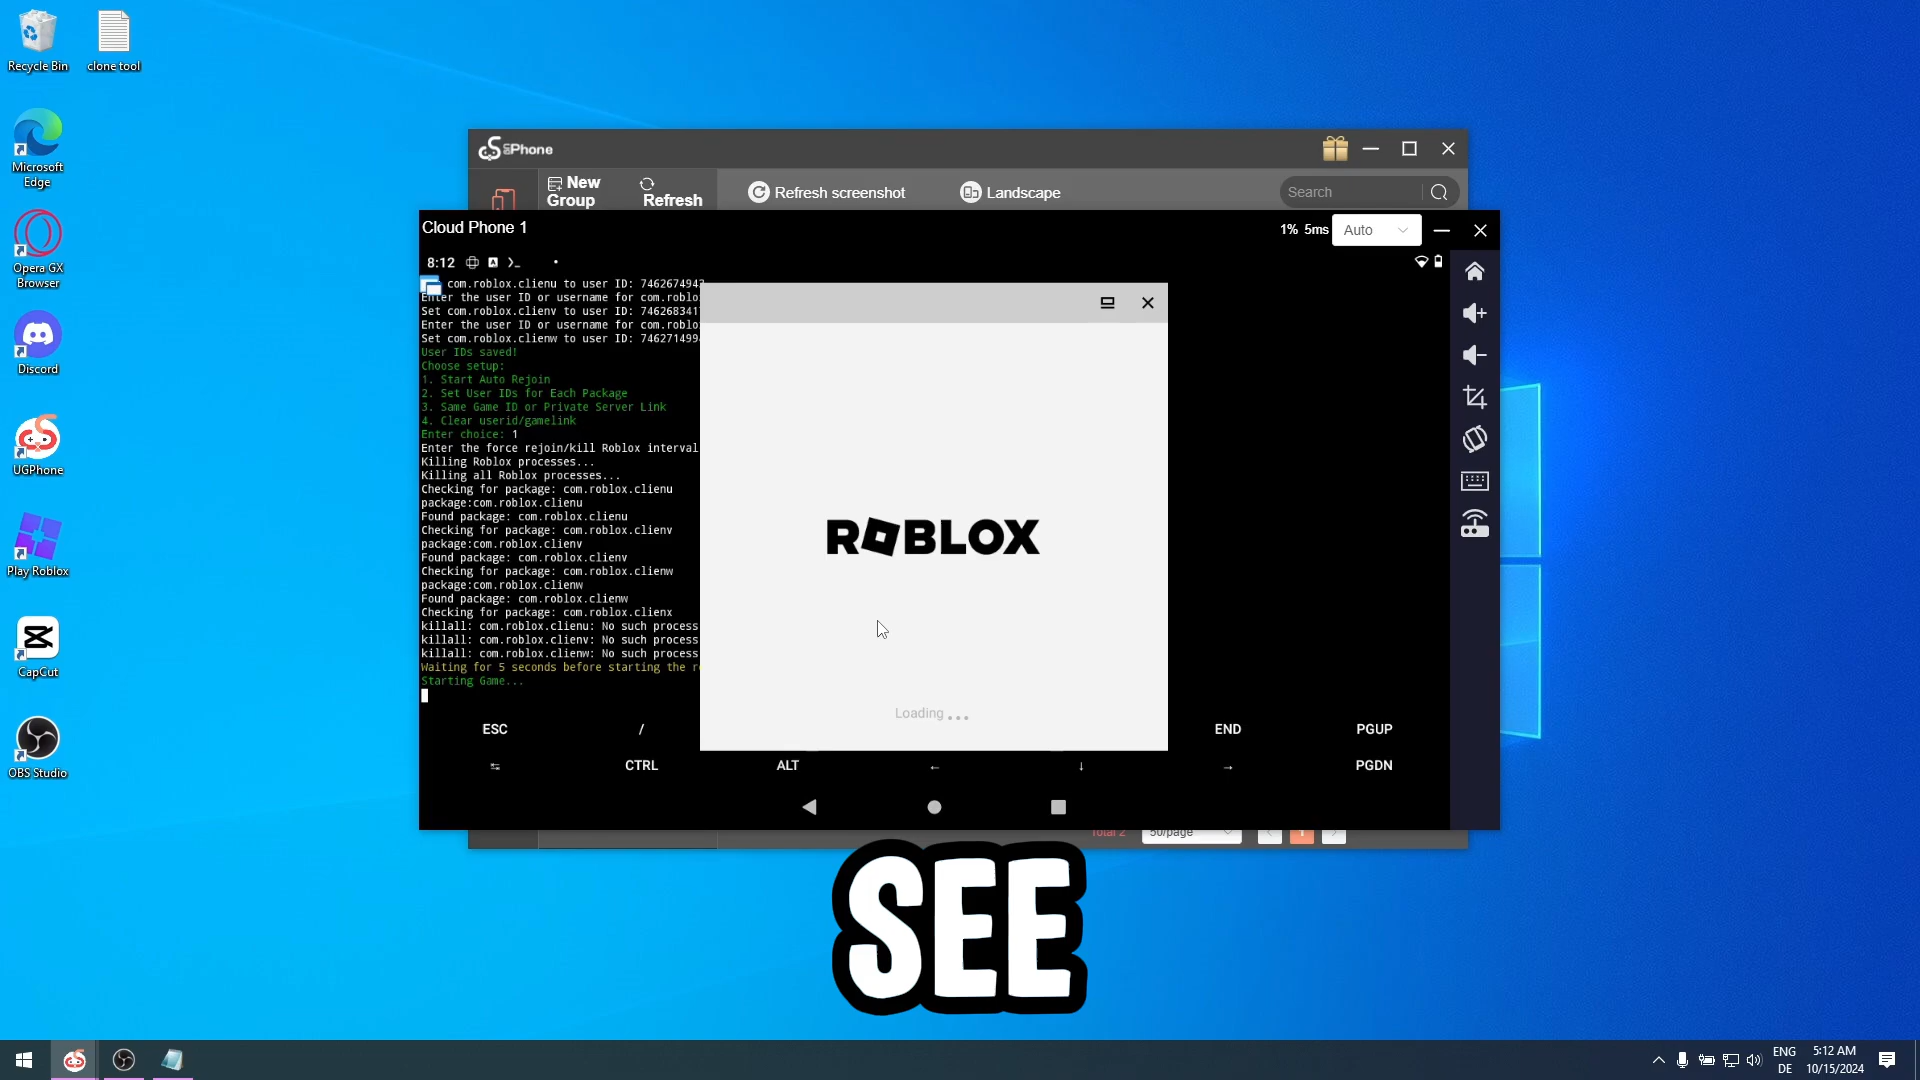 Recycle Bin
clone tool
Microsoft
Edge
Opera GX
Browser
Discord
UGPhone
Play Roblox
CapCut
OBS Studio
Phone
New
Group
Refresh
Refresh screenshot
Landscape
Search
Cloud Phone 1
1% 5ms
Auto
8:12
com.roblox.clienu to user ID: 746267494
Enter the user ID or username for com.roblo
Set com.roblox.clienv to user ID: 74626834
Enter the user ID or username for com.roblo
Set com.roblox.clienw to user ID: 74627149
User IDs saved!
Choose setup:
1. Start Auto Rejoin
2. Set User IDs for Each Package
3. Same Game ID or Private Server Link
4. Clear userid/gamelink
Enter choice: 1
Enter the force rejoin/kill Roblox interval
Killing Roblox processes...
Killing all Roblox processes...
Checking for package: com.roblox.clienu
package:com.roblox.clienu
Found package: com.roblox.clienu
Checking for package: com.roblox.clienv
package:com.roblox.clienv
Found package: com.roblox.clienv
Checking for package: com.roblox.clienw
package:com.roblox.clienw
Found package: com.roblox.clienw
Checking for package: com.roblox.clienx
killall: com.roblox.clienu: No such process
killall: com.roblox.clienv: No such process
killall: com.roblox.clienw: No such process
Waiting for 5 seconds before starting the
Starting Game...
ROBLOX
Loading...
ESC / END PGUP
CTRL ALT ← ↓ → PGDN
Total 2
50/page
1
SEE
ENG
DE
5:12 AM
10/15/2024